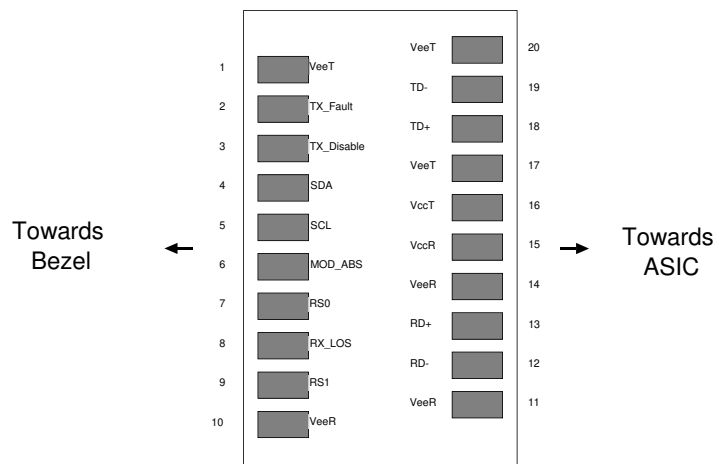 VeeT 20
1 VeeT
TD- 19
2 TX_Fault
TD+ 18
3 TX_Disable
VeeT 17
4 SDA
VccT 16
5 SCL
VccR 15
6 MOD_ABS
VeeR 14
7 RS0
RD+ 13
8 RX_LOS
RD- 12
9 RS1
VeeR 11
10 VeeR
Towards
Bezel
Towards
ASIC